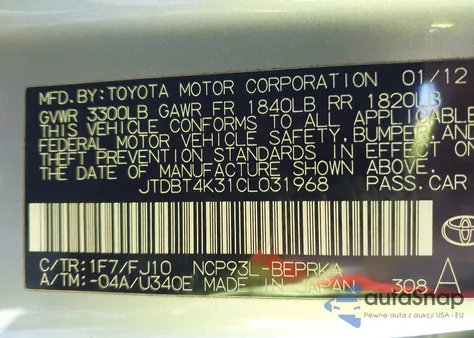 MFD.BY:TOYOTA MOTOR CORPORATION 01/12
GVWR 3300LB GAWR FR 1840LB RR 1820LB
THIS VEHICLE CONFORMS TO ALL APPLICABLE
FEDERAL MOTOR VEHICLE SAFETY, BUMPER, AND
THEFT PREVENTION STANDARDS IN EFFECT ON
THE DATE OF MANUFACTURE SHOWN ABOVE.
JTDBT4K31CL031968 PASS.CAR
C/TR:1F7/FJ10 NCP93L-BEPRKA
A/TM:-04A/U340E MADE IN JAPAN 308 A
autoSnap
Pewne auta z aukcji USA i EU